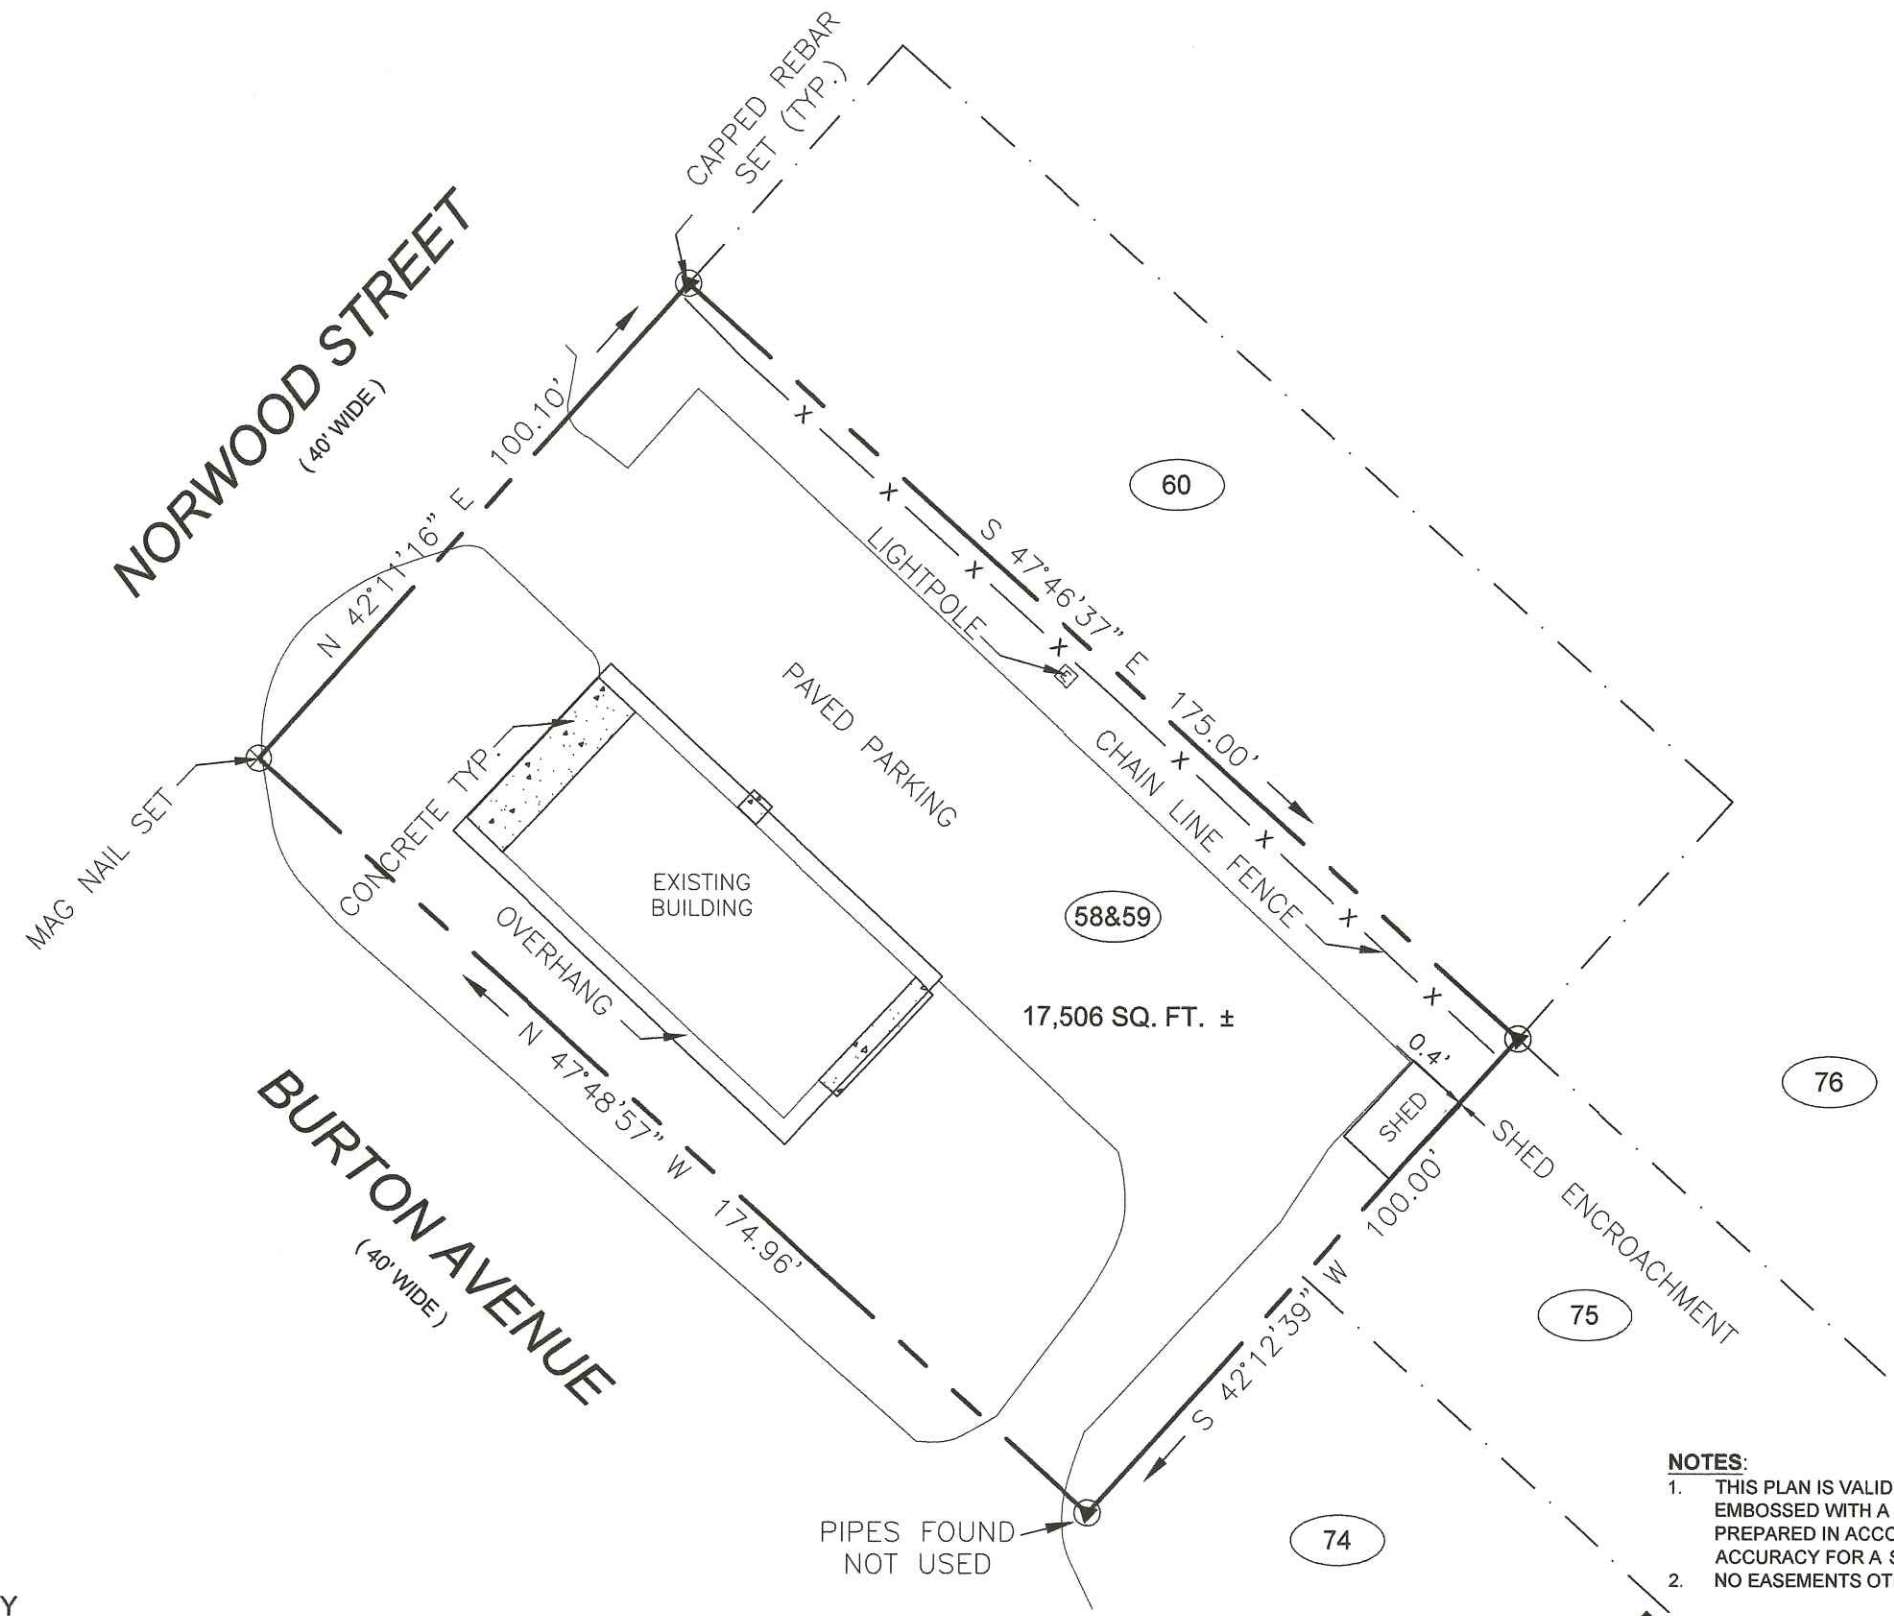 CAPPED REBAR
SET (TYP.)
NORWOOD STREET
( 40' WIDE )
N 42°11'16" E 100.10'
60
S 47°46'37" E 175.00'
LIGHTPOLE
X
X
X
X
X
X
X
X
E
PAVED PARKING
CHAIN LINE FENCE
MAG NAIL SET
CONCRETE TYP.
EXISTING
BUILDING
OVERHANG
58&59
17,506 SQ. FT. ±
N 47°48'57" W 174.96'
BURTON AVENUE
( 40' WIDE )
0.4'
SHED
SHED ENCROACHMENT
76
S 42°12'39" W 100.00'
75
PIPES FOUND
NOT USED
74
NOTES:
1. THIS PLAN IS VALID
EMBOSSED WITH A
PREPARED IN ACCO
ACCURACY FOR A S
2. NO EASEMENTS OT
Y